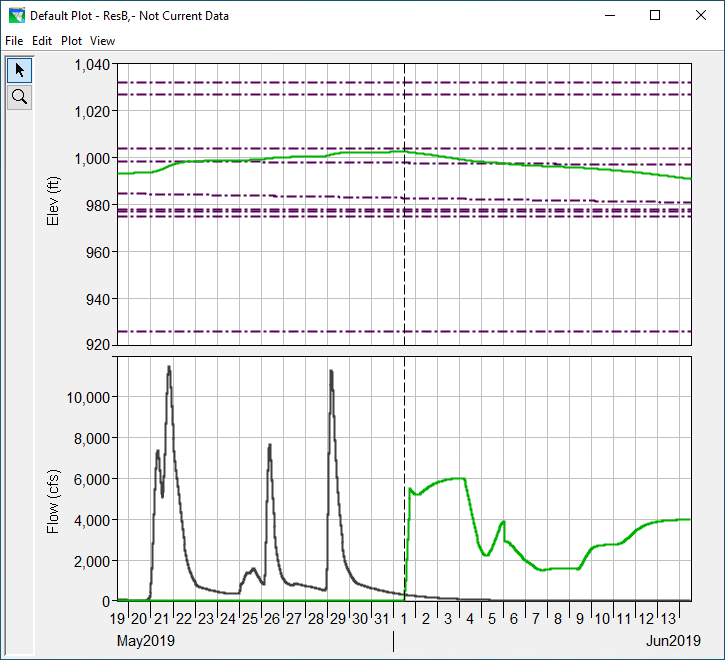 Default Plot - ResB,- Not Current Data
File Edit Plot View
1,040
1,020
1,000
980
960
940
920
Elev (ft)
10,000
8,000
6,000
4,000
2,000
0
Flow (cfs)
19 20 21 22 23 24 25 26 27 28 29 30 31 1 2 3 4 5 6 7 8 9 10 11 12 13
May2019 Jun2019